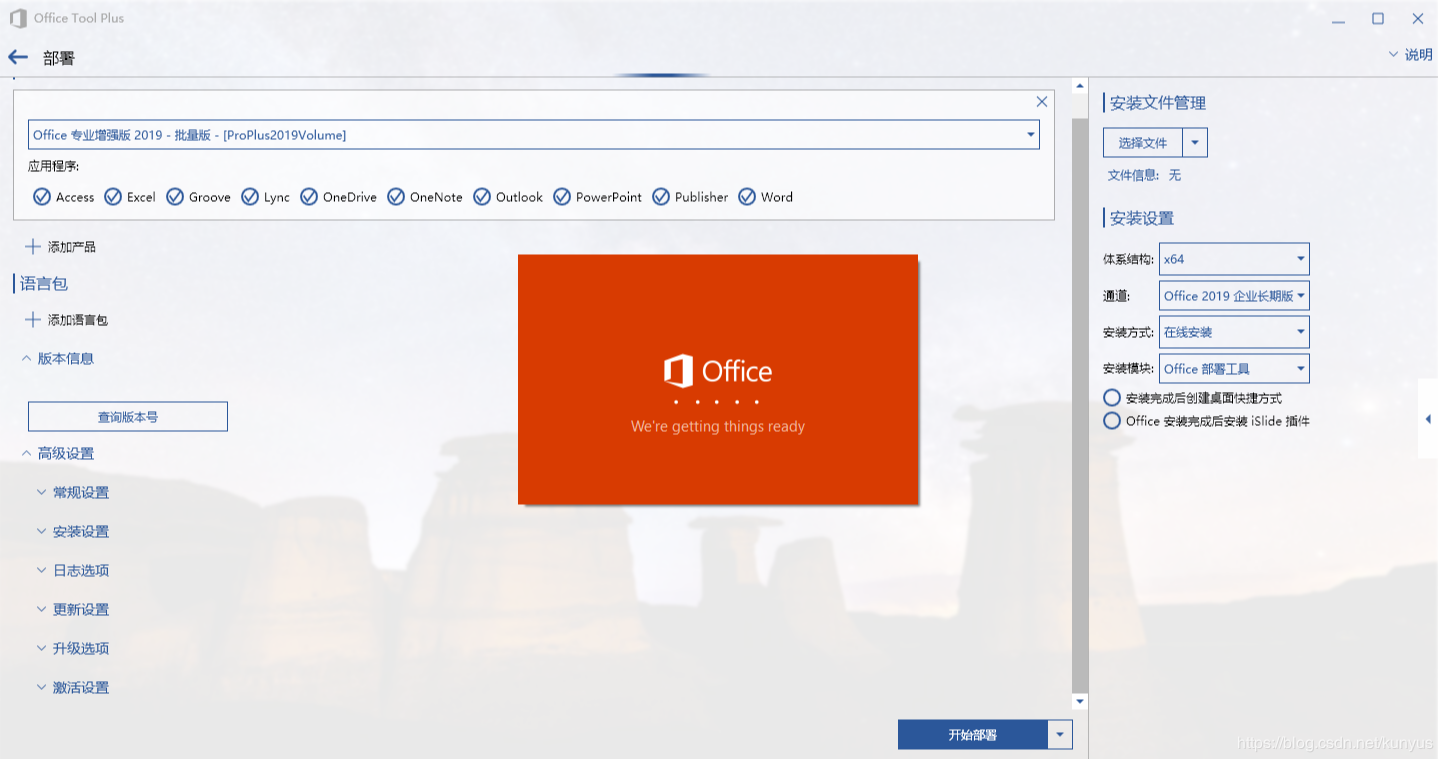 Office Tool Plus
部署
说明
Office 专业增强版 2019 - 批量版 - [ProPlus2019Volume]
应用程序:
Access Excel Groove Lync OneDrive OneNote Outlook PowerPoint Publisher Word
添加产品
语言包
添加语言包
版本信息
查询版本号
高级设置
常规设置
安装设置
日志选项
更新设置
升级选项
激活设置
Office
We're getting things ready
开始部署
安装文件管理
选择文件
文件信息: 无
安装设置
体系结构: x64
通道: Office 2019 企业长期版
安装方式: 在线安装
安装模块: Office 部署工具
安装完成后创建桌面快捷方式
Office 安装完成后安装 iSlide 插件
https://blog.csdn.net/kunyus